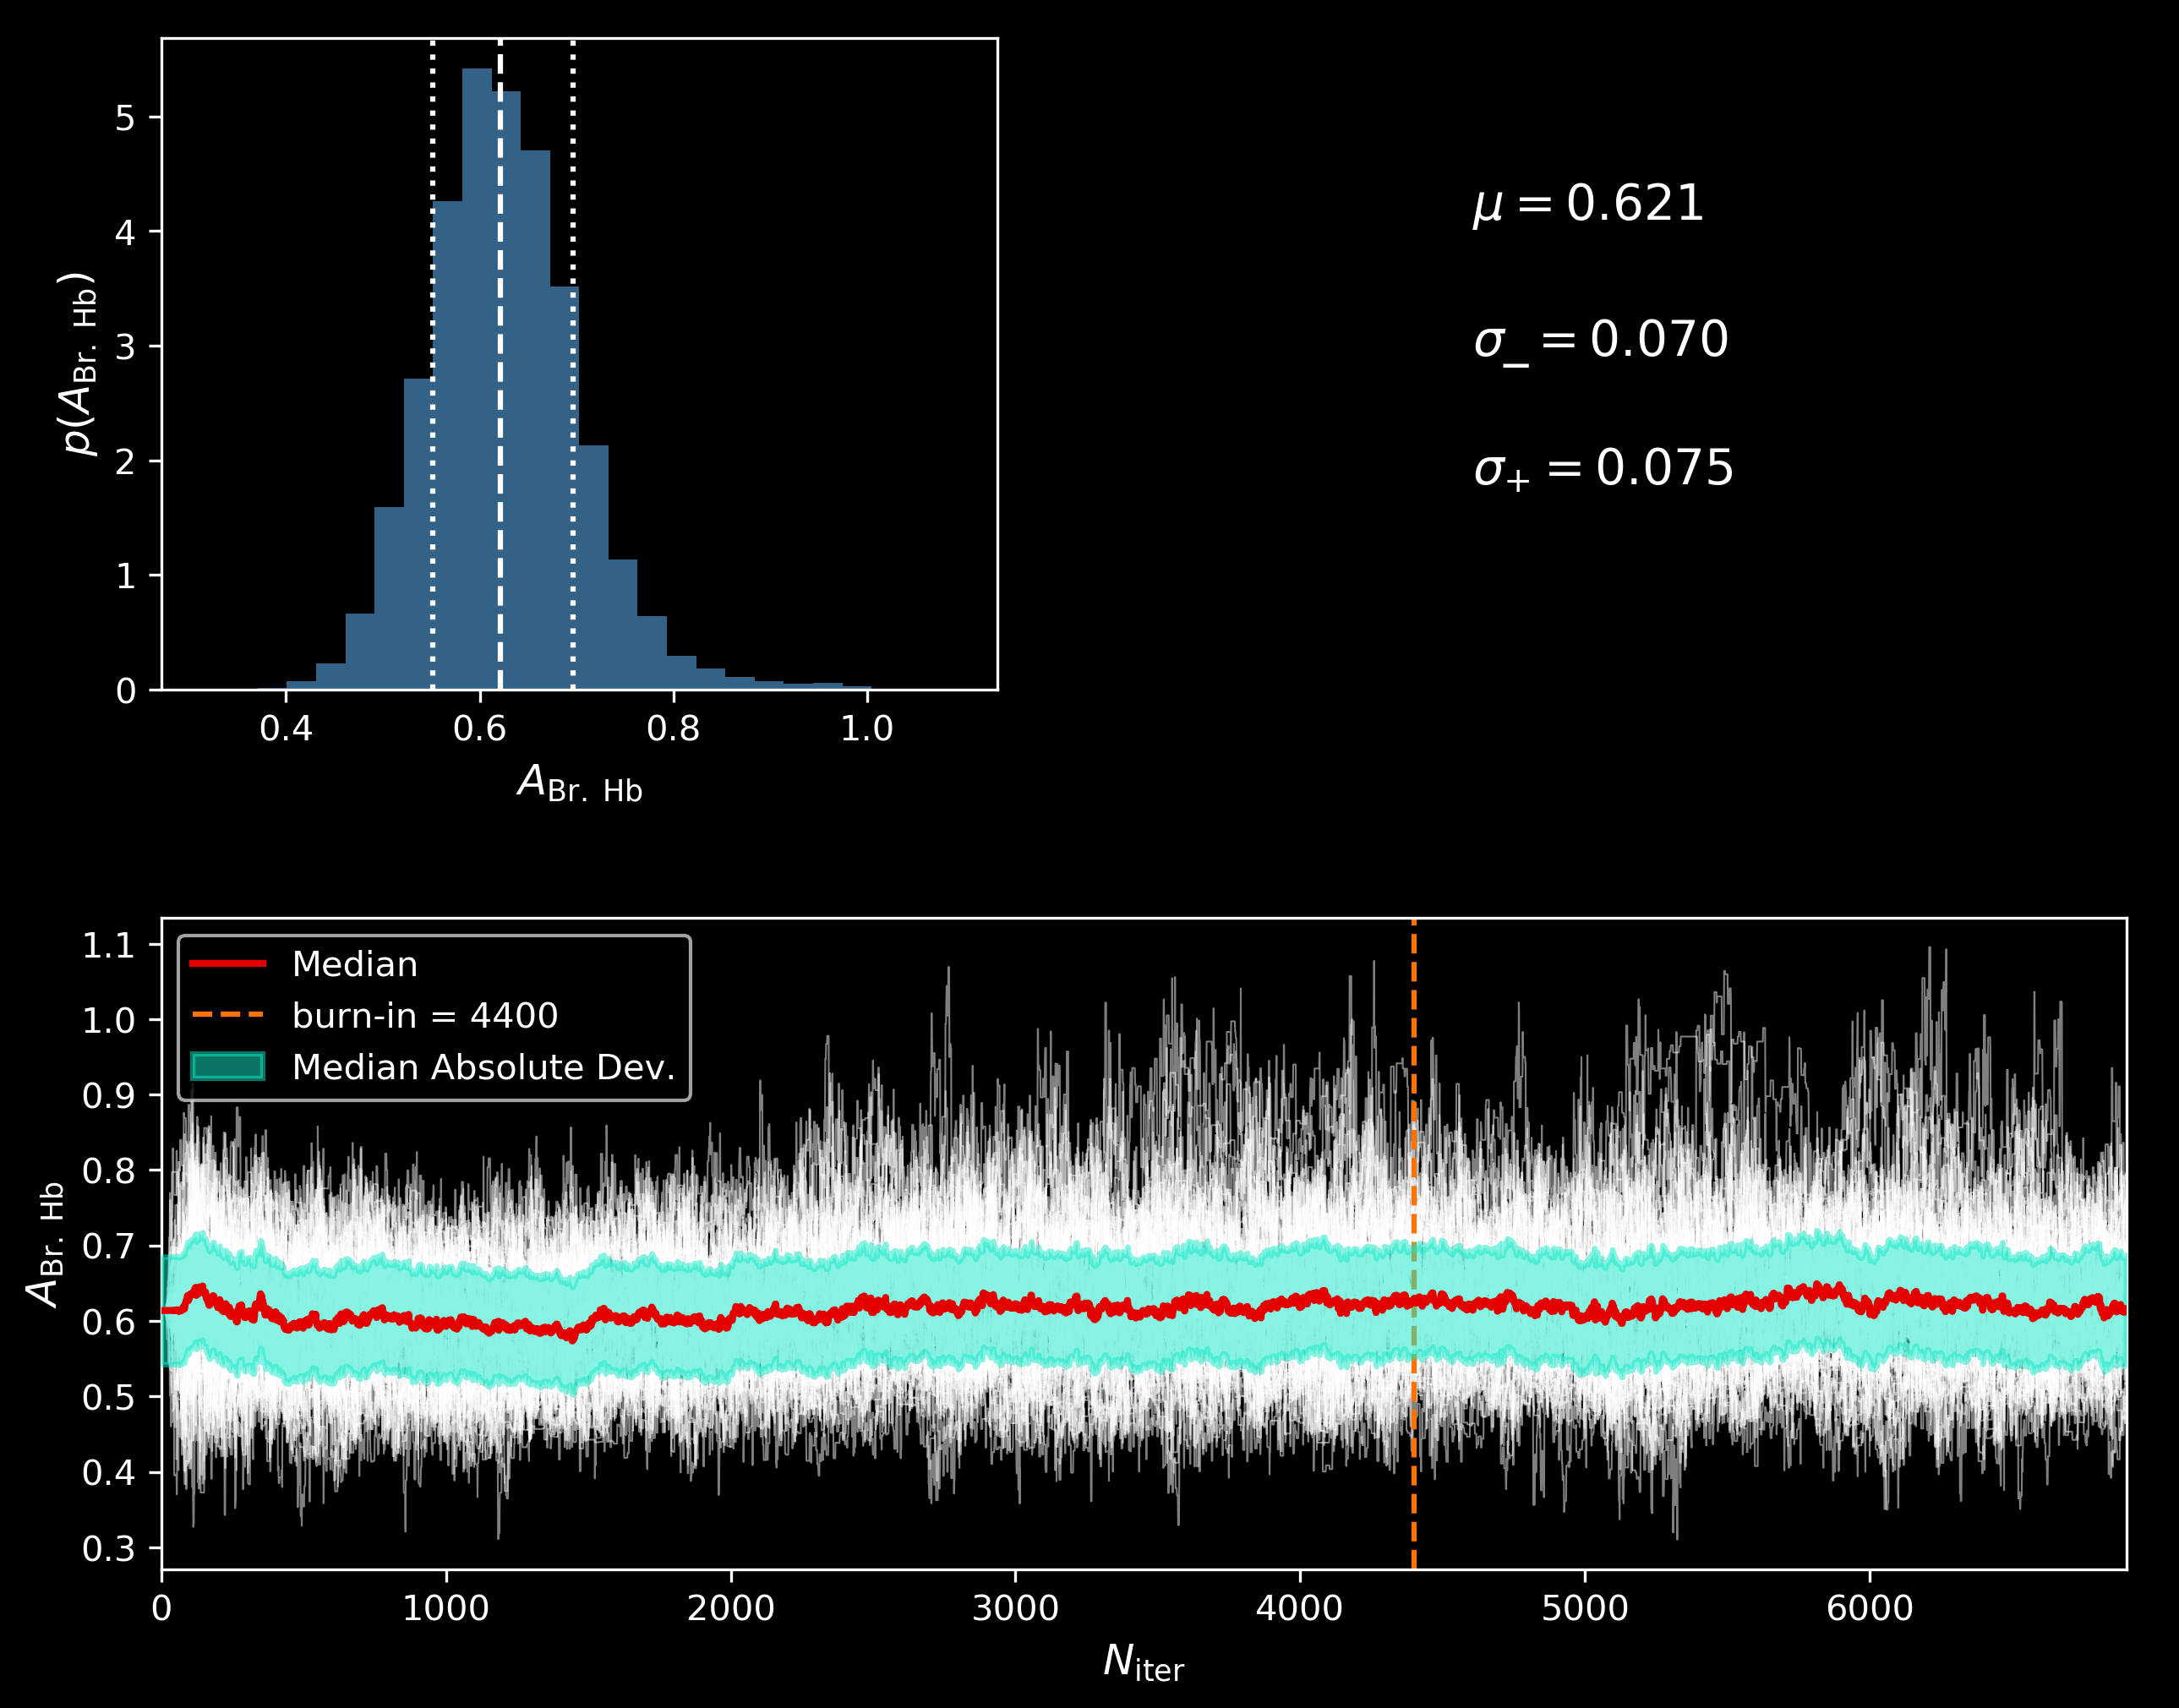 5
4
3
2
1
0
p(A_Br. Hb)
0.4 0.6 0.8 1.0
A_Br. Hb
μ = 0.621
σ_− = 0.070
σ_+ = 0.075
1.1
1.0
0.9
0.8
0.7
0.6
0.5
0.4
0.3
A_Br. Hb
Median
burn-in = 4400
Median Absolute Dev.
0 1000 2000 3000 4000 5000 6000
N_iter